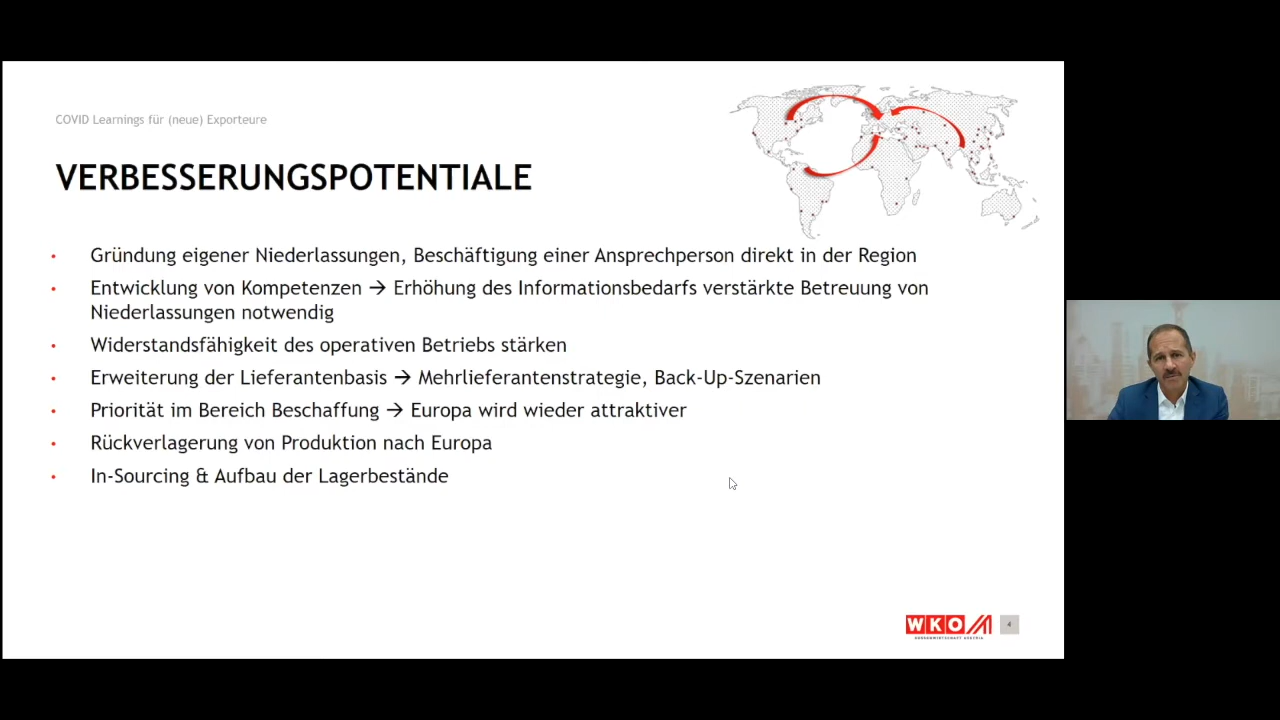 COVID Learnings für (neue) Exporteure
VERBESSERUNGSPOTENTIALE
• Gründung eigener Niederlassungen, Beschäftigung einer Ansprechperson direkt in der Region
• Entwicklung von Kompetenzen → Erhöhung des Informationsbedarfs verstärkte Betreuung von
Niederlassungen notwendig
• Widerstandsfähigkeit des operativen Betriebs stärken
• Erweiterung der Lieferantenbasis → Mehrlieferantenstrategie, Back-Up-Szenarien
• Priorität im Bereich Beschaffung → Europa wird wieder attraktiver
• Rückverlagerung von Produktion nach Europa
• In-Sourcing & Aufbau der Lagerbestände
WKO
AUSSENWIRTSCHAFT AUSTRIA
4